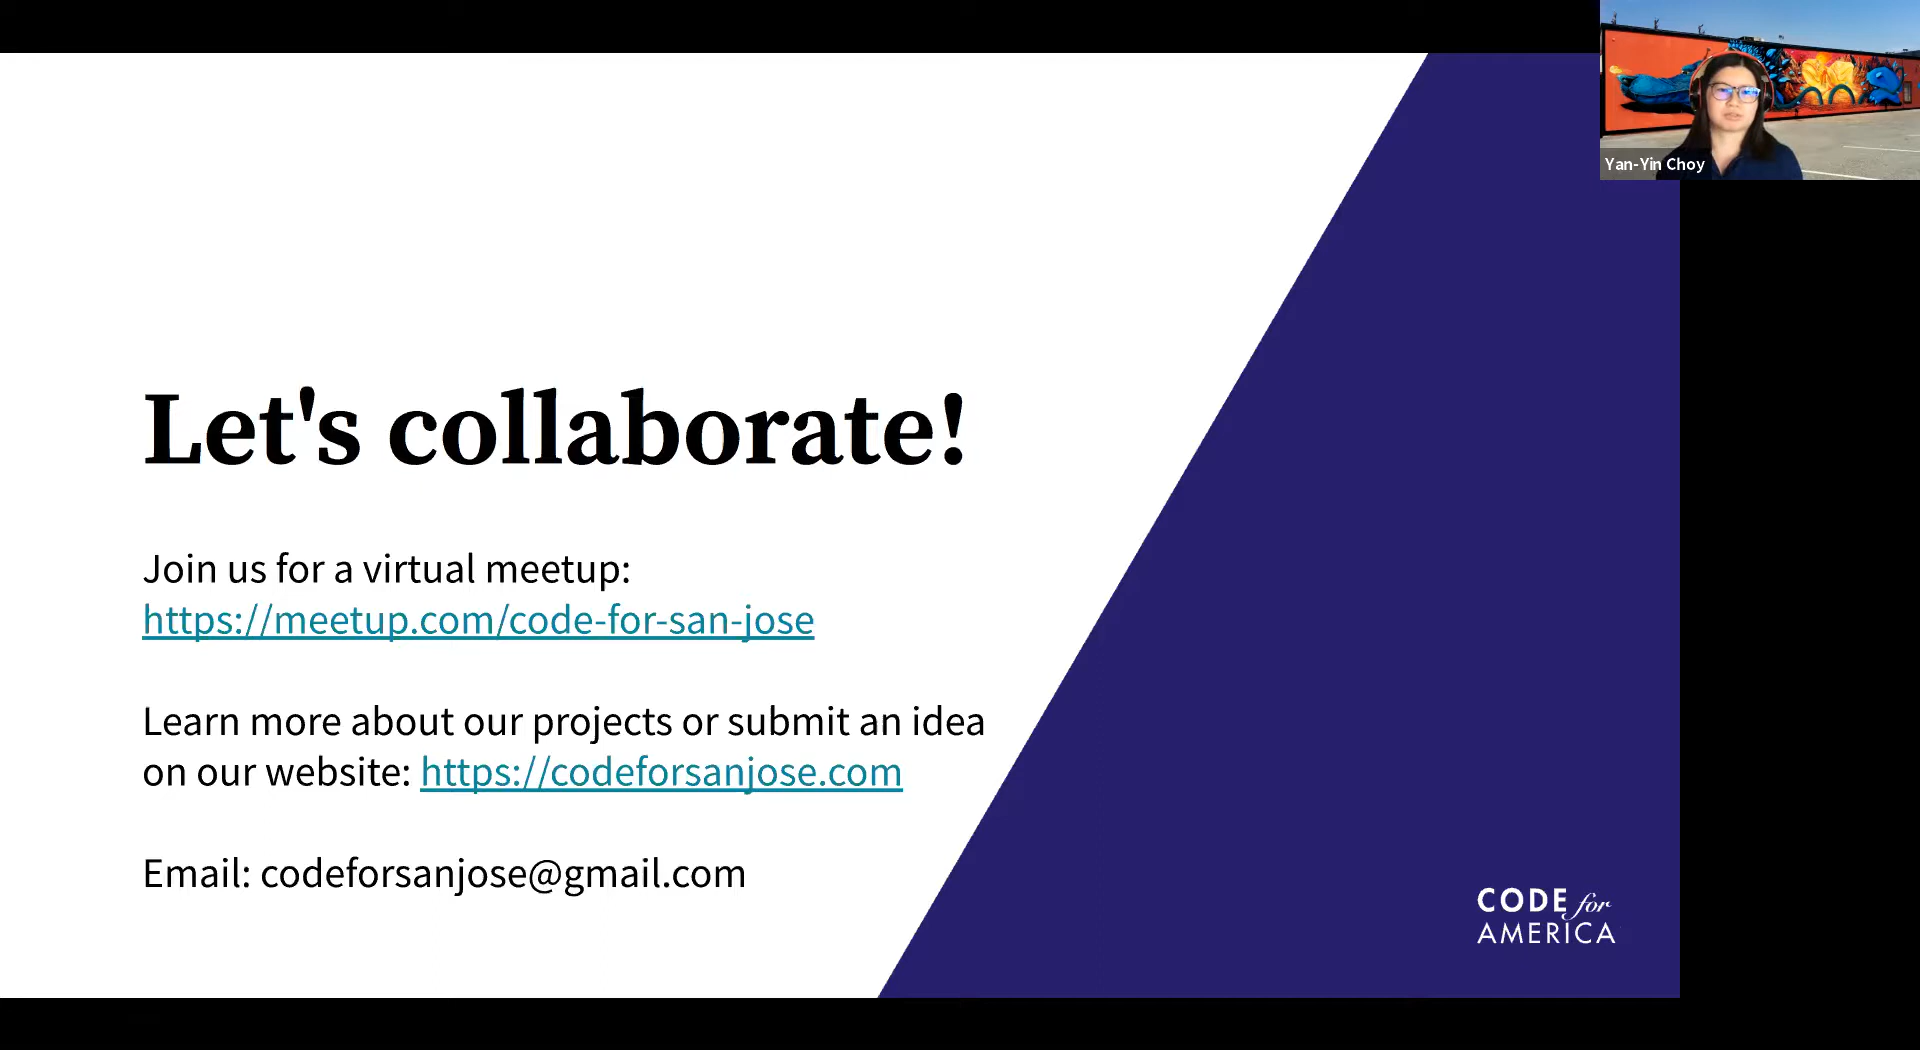 Let's collaborate!
Join us for a virtual meetup:
https://meetup.com/code-for-san-jose
Learn more about our projects or submit an idea
on our website: https://codeforsanjose.com
Email: codeforsanjose@gmail.com
CODE for
AMERICA
Yan-Yin Choy